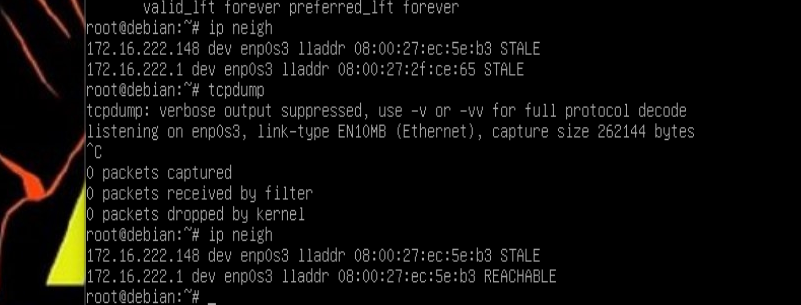 valid_lft forever preferred_lft forever
root@debian:~# ip neigh
172.16.222.148 dev enp0s3 lladdr 08:00:27:ec:5e:b3 STALE
172.16.222.1 dev enp0s3 lladdr 08:00:27:2f:ce:65 STALE
root@debian:~# tcpdump
tcpdump: verbose output suppressed, use -v or -vv for full protocol decode
listening on enp0s3, link-type EN10MB (Ethernet), capture size 262144 bytes
^C
0 packets captured
0 packets received by filter
0 packets dropped by kernel
root@debian:~# ip neigh
172.16.222.148 dev enp0s3 lladdr 08:00:27:ec:5e:b3 STALE
172.16.222.1 dev enp0s3 lladdr 08:00:27:ec:5e:b3 REACHABLE
root@debian:~# _